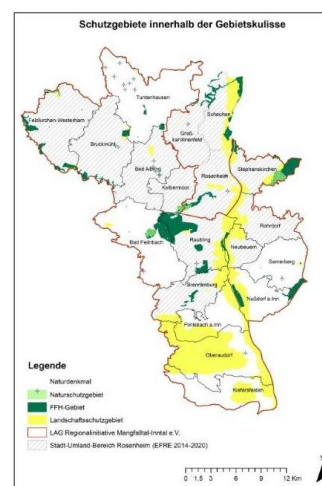 Schutzgebiete innerhalb der Gebietskulisse
Tuntenhausen
Schechen
Feldkirchen-Westerham
Groß-
karolinenfeld
Bruckmühl
Stephanskirchen
Bad Aibling
Rosenheim
Kolbermoor
Rohrdorf
Bad Feilnbach
Raubling
Neubeuern
Samerberg
Brannenburg
Nußdorf a.Inn
Flintsbach a.Inn
Oberaudorf
Kiefersfelden
Legende
Naturdenkmal
Naturschutzgebiet
FFH-Gebiet
Landschaftsschutzgebiet
LAG Regionalinitiative Mangfalltal-Inntal e.V.
Stadt-Umland-Bereich Rosenheim (EFRE 2014-2020)
0 1.5 3 6 9 12 Km